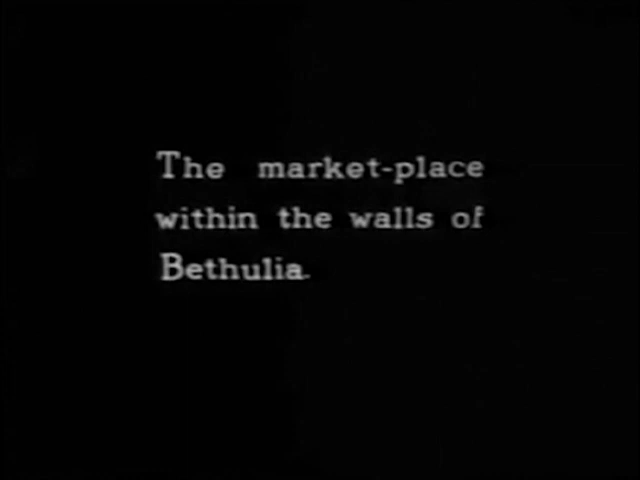 The market-place
within the walls of
Bethulia.